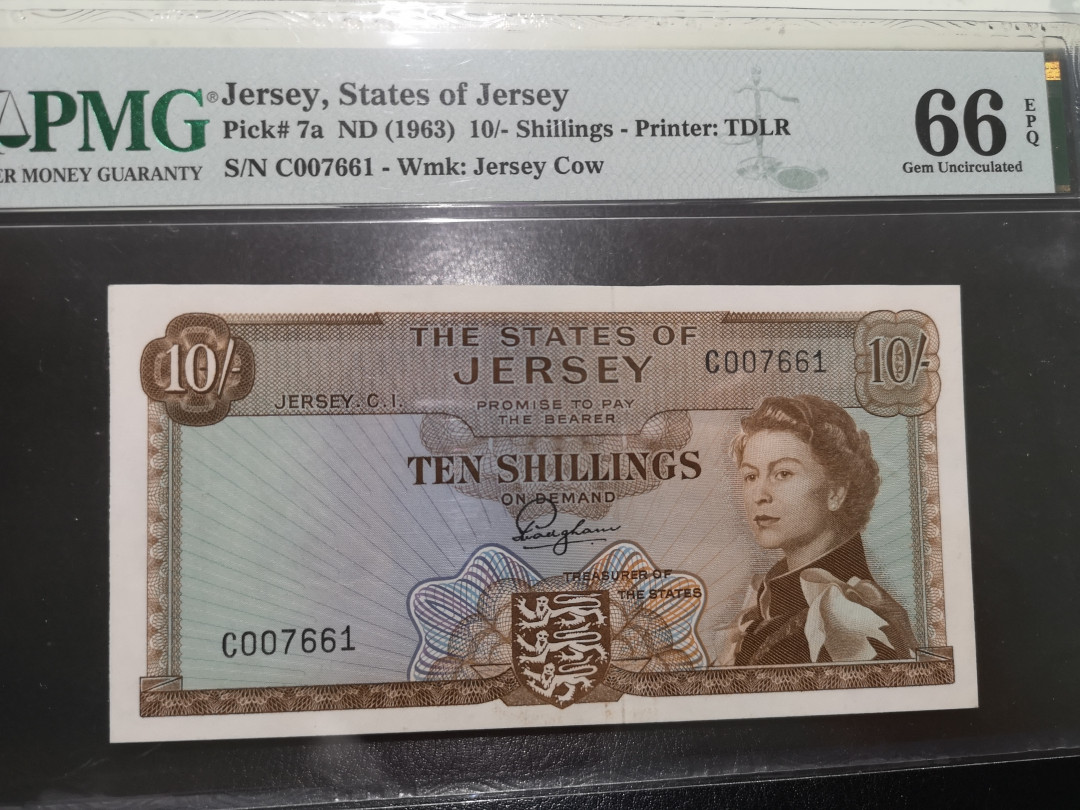 PMG®
ER MONEY GUARANTY
Jersey, States of Jersey
Pick# 7a ND (1963) 10/- Shillings - Printer: TDLR
S/N C007661 - Wmk: Jersey Cow
66 EPQ
Gem Uncirculated
10/-
THE STATES OF
JERSEY
C007661
10/-
JERSEY. C.I.
PROMISE TO PAY
THE BEARER
TEN SHILLINGS
ON DEMAND
Padgham
TREASURER OF
THE STATES
C007661